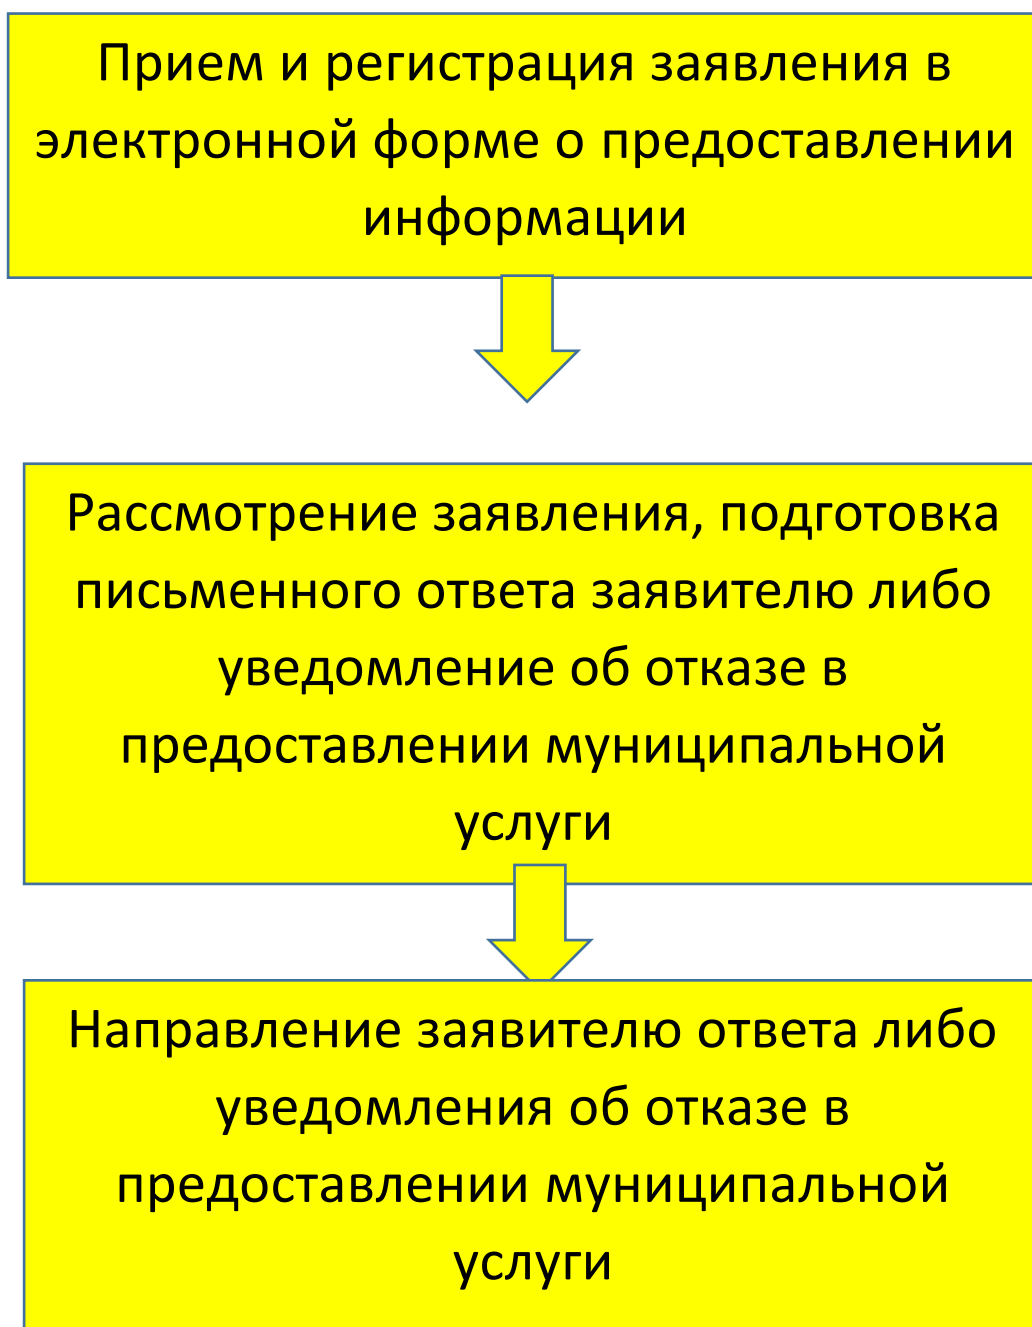 Прием и регистрация заявления в
электронной форме о предоставлении
информации
Рассмотрение заявления, подготовка
письменного ответа заявителю либо
уведомление об отказе в
предоставлении муниципальной
услуги
Направление заявителю ответа либо
уведомления об отказе в
предоставлении муниципальной
услуги